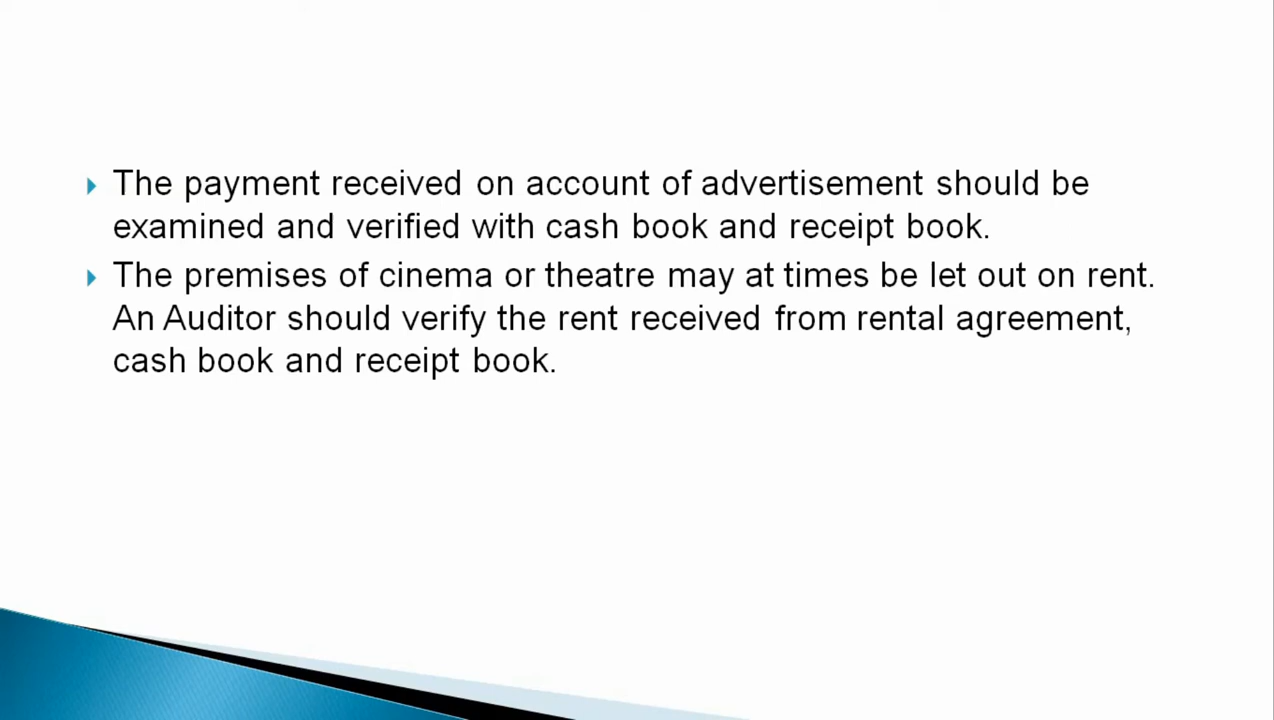 The payment received on account of advertisement should be
examined and verified with cash book and receipt book.
The premises of cinema or theatre may at times be let out on rent.
An Auditor should verify the rent received from rental agreement,
cash book and receipt book.